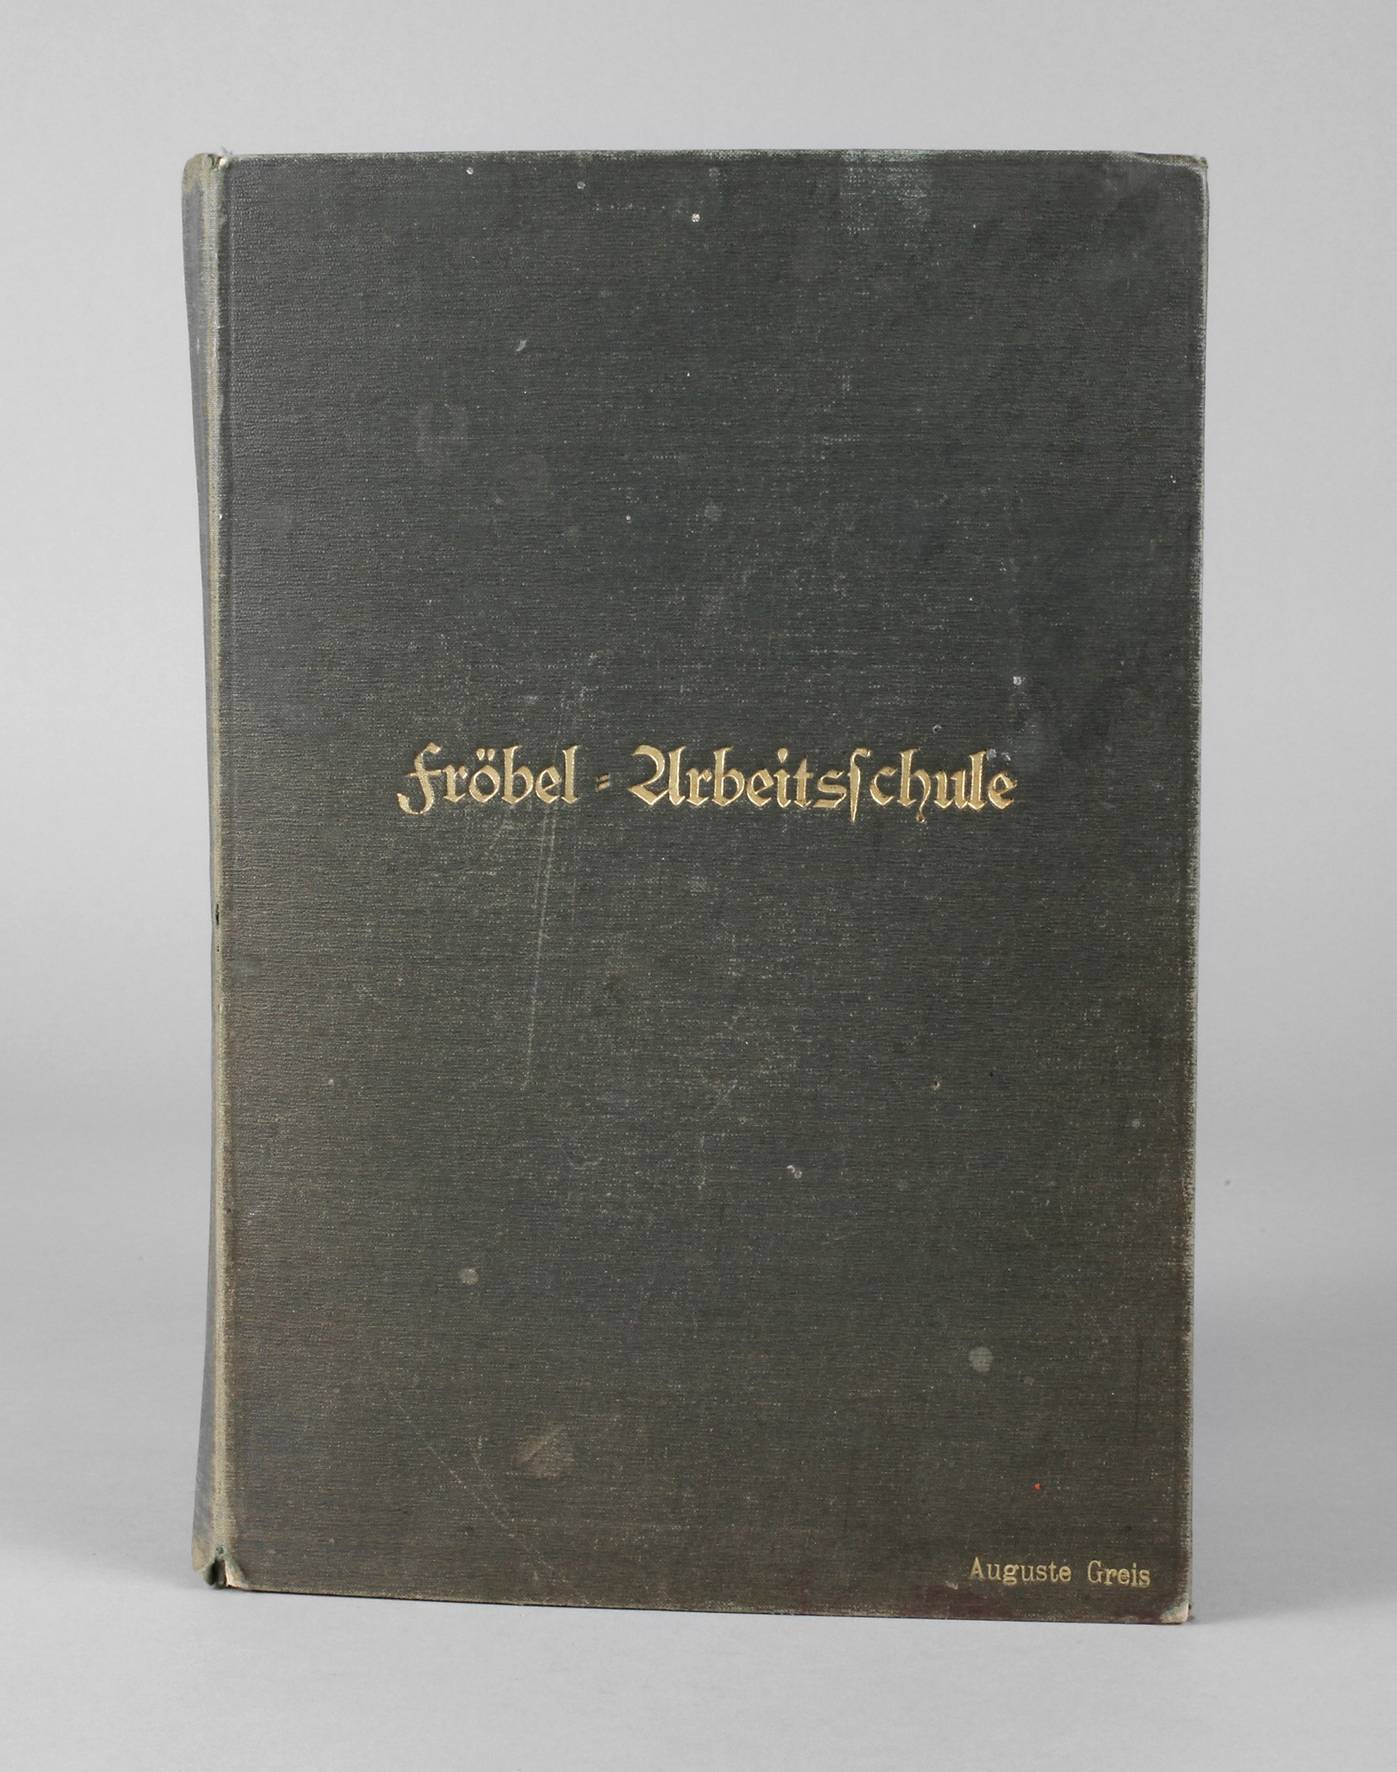 Fröbel = Arbeitsſchule
Auguste Greis